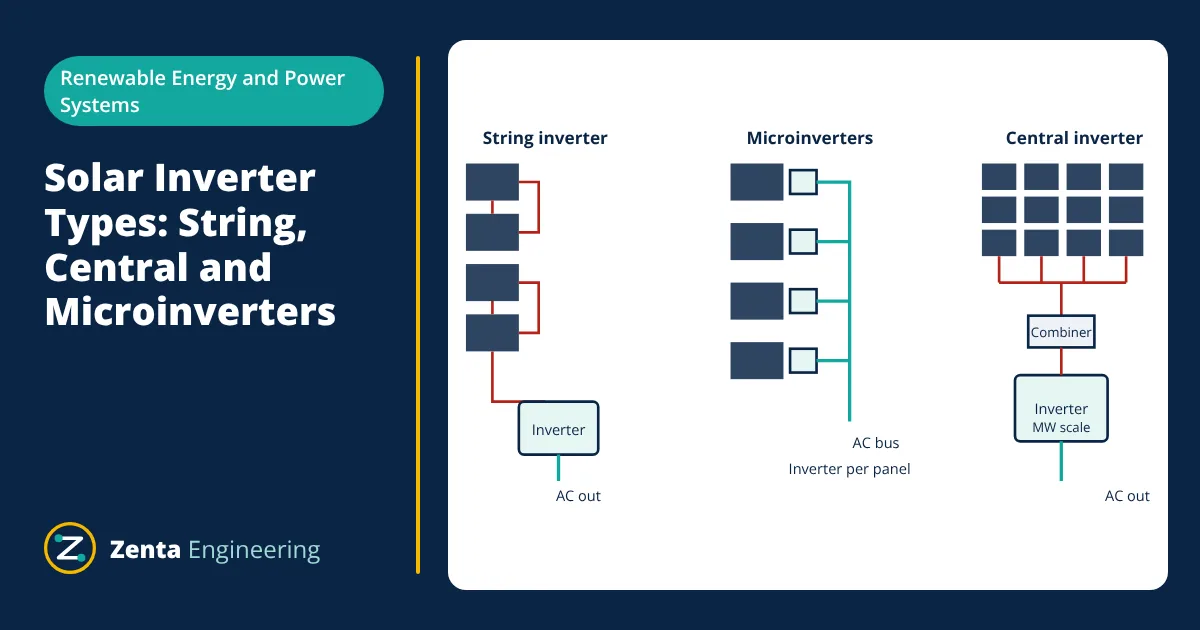 Renewable Energy and Power
Systems
Solar Inverter
Types: String,
Central and
Microinverters
Z
Zenta Engineering
String inverter
Inverter
AC out
Microinverters
AC bus
Inverter per panel
Central inverter
Combiner
Inverter
MW scale
AC out